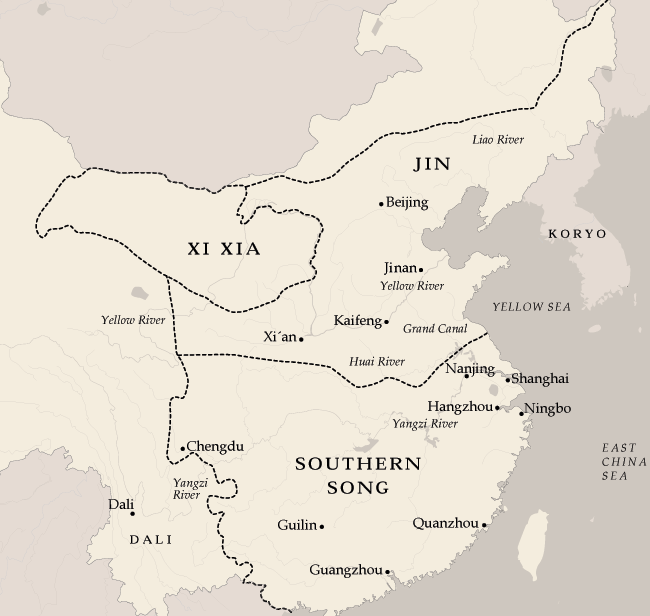 Liao River
JIN
Beijing
KORYO
XI XIA
Jinan
Yellow River
YELLOW SEA
Yellow River
Kaifeng
Grand Canal
Xi´an
Huai River
Nanjing
Shanghai
Hangzhou
Ningbo
Yangzi River
Chengdu
EAST
CHINA
SEA
SOUTHERN
SONG
Yangzi
River
Dali
Guilin
Quanzhou
DALI
Guangzhou